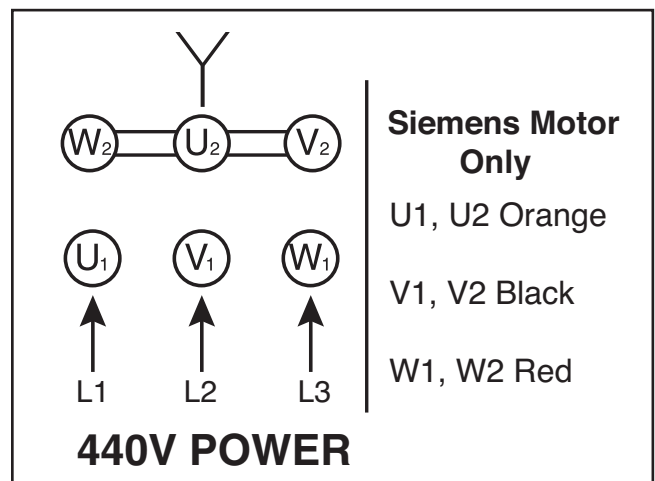 W2 U2 V2
U1 V1 W1
L1 L2 L3
440V POWER
Siemens Motor
Only
U1, U2 Orange
V1, V2 Black
W1, W2 Red